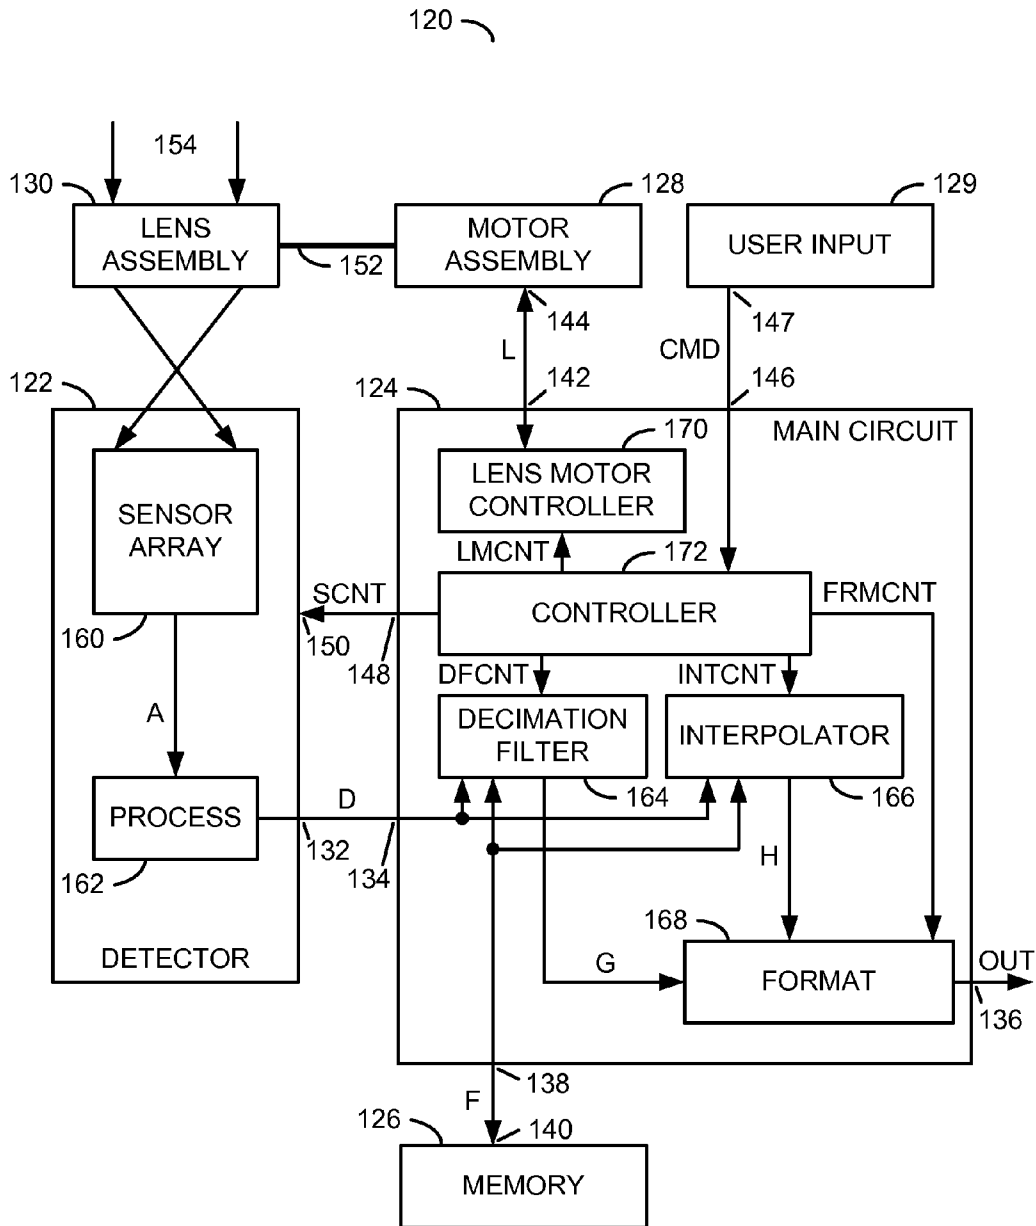 120
154
130
128
129
LENS
ASSEMBLY
152
MOTOR
ASSEMBLY
USER INPUT
144
147
L
CMD
122
124
142
146
MAIN CIRCUIT
170
LENS MOTOR
CONTROLLER
SENSOR
ARRAY
LMCNT
172
SCNT
CONTROLLER
FRMCNT
160
150
148
DFCNT
INTCNT
A
DECIMATION
FILTER
INTERPOLATOR
D
164
166
PROCESS
132
134
162
H
168
DETECTOR
G
FORMAT
OUT
136
138
F
126
140
MEMORY